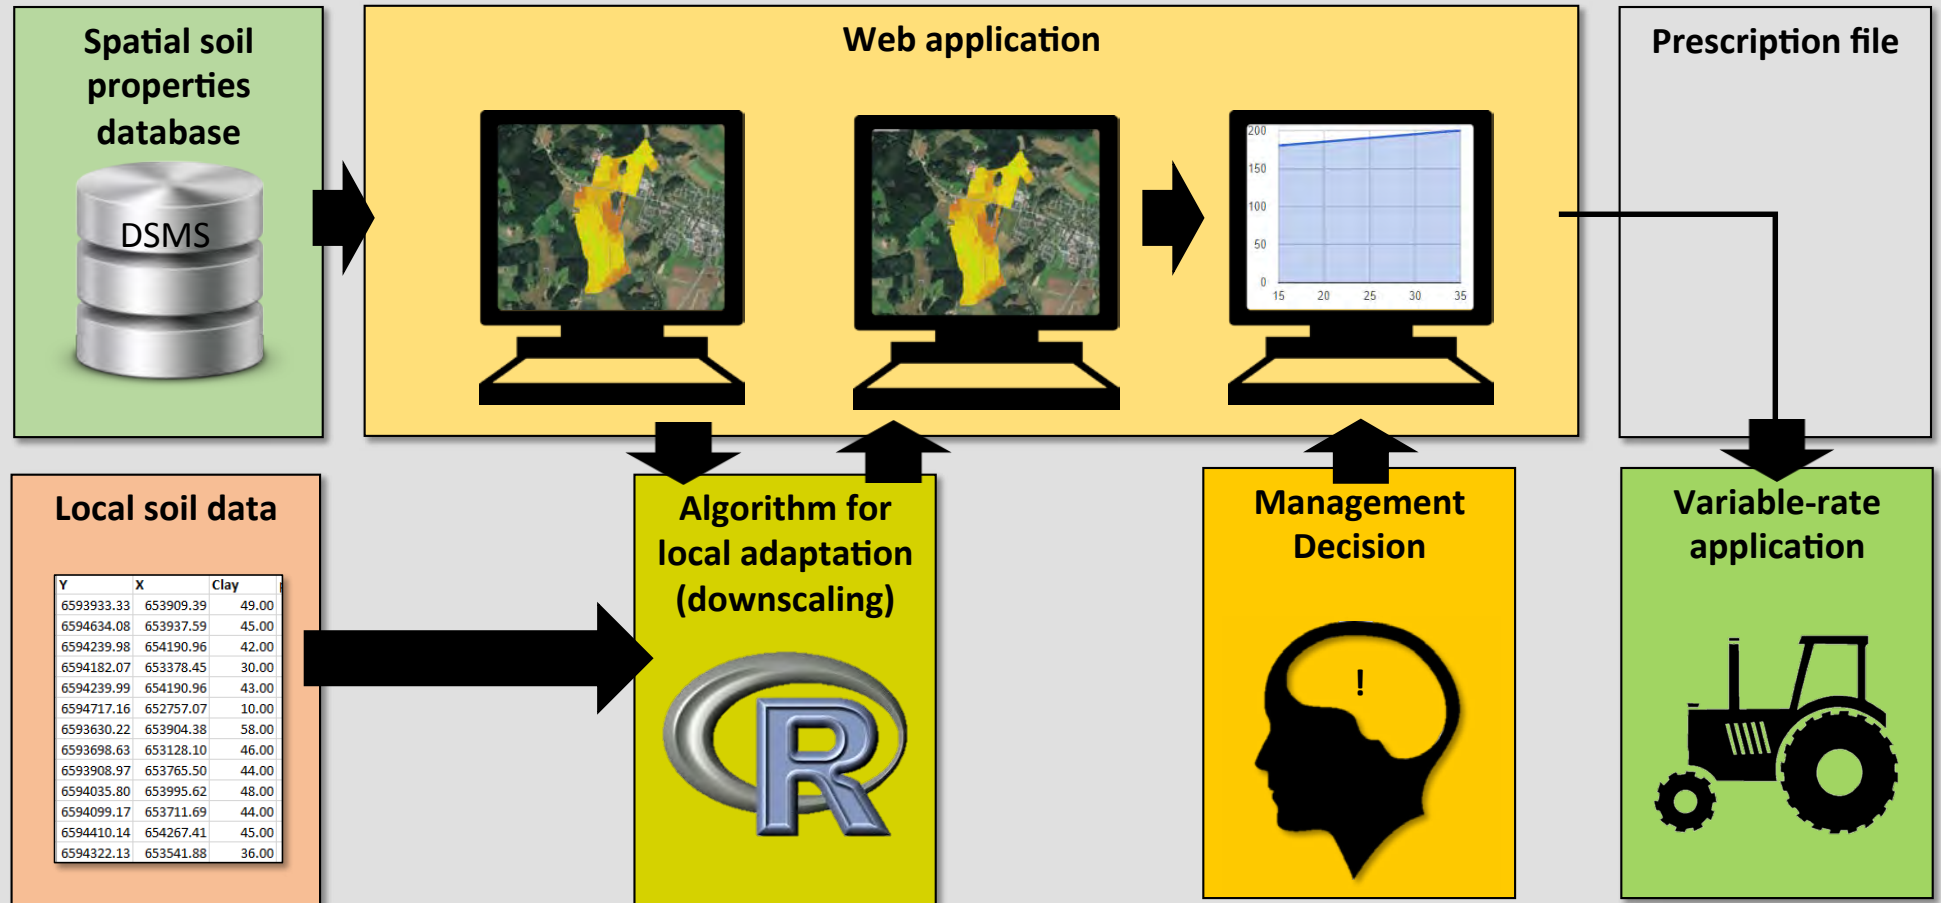 Spatial soil
properties
database
DSMS
Web application
200
150
100
50
0
15 20 25 30 35
Prescription file
Local soil data
Y X Clay
6593933.33 653909.39 49.00
6594634.08 653937.59 45.00
6594239.98 654190.96 42.00
6594182.07 653378.45 30.00
6594239.99 654190.96 43.00
6594717.16 652757.07 10.00
6593630.22 653904.38 58.00
6593698.63 653128.10 46.00
6593908.97 653765.50 44.00
6594035.80 653995.62 48.00
6594099.17 653711.69 44.00
6594410.14 654267.41 45.00
6594322.13 653541.88 36.00
Algorithm for
local adaptation
(downscaling)
R
Management
Decision
!
Variable-rate
application